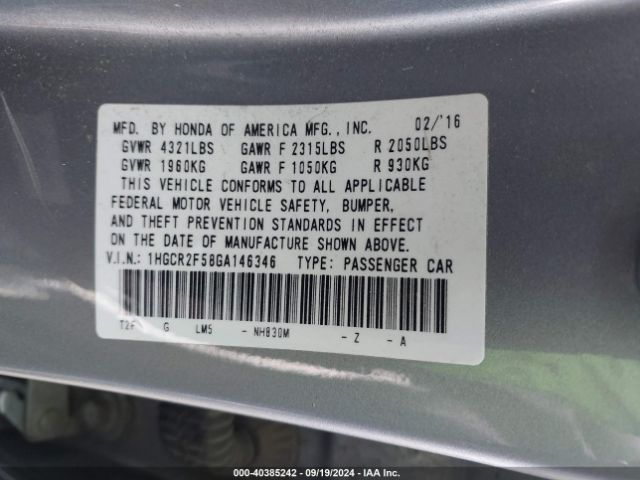 MFD. BY HONDA OF AMERICA MFG., INC. 02/'16
GVWR 4321LBS GAWR F 2315LBS R 2050LBS
GVWR 1960KG GAWR F 1050KG R 930KG
THIS VEHICLE CONFORMS TO ALL APPLICABLE
FEDERAL MOTOR VEHICLE SAFETY, BUMPER,
AND THEFT PREVENTION STANDARDS IN EFFECT
ON THE DATE OF MANUFACTURE SHOWN ABOVE.
V.I.N.: 1HGCR2F58GA146346 TYPE: PASSENGER CAR
T2F G LM5 - NH830M - Z - A
000-40385242 - 09/19/2024 - IAA Inc.